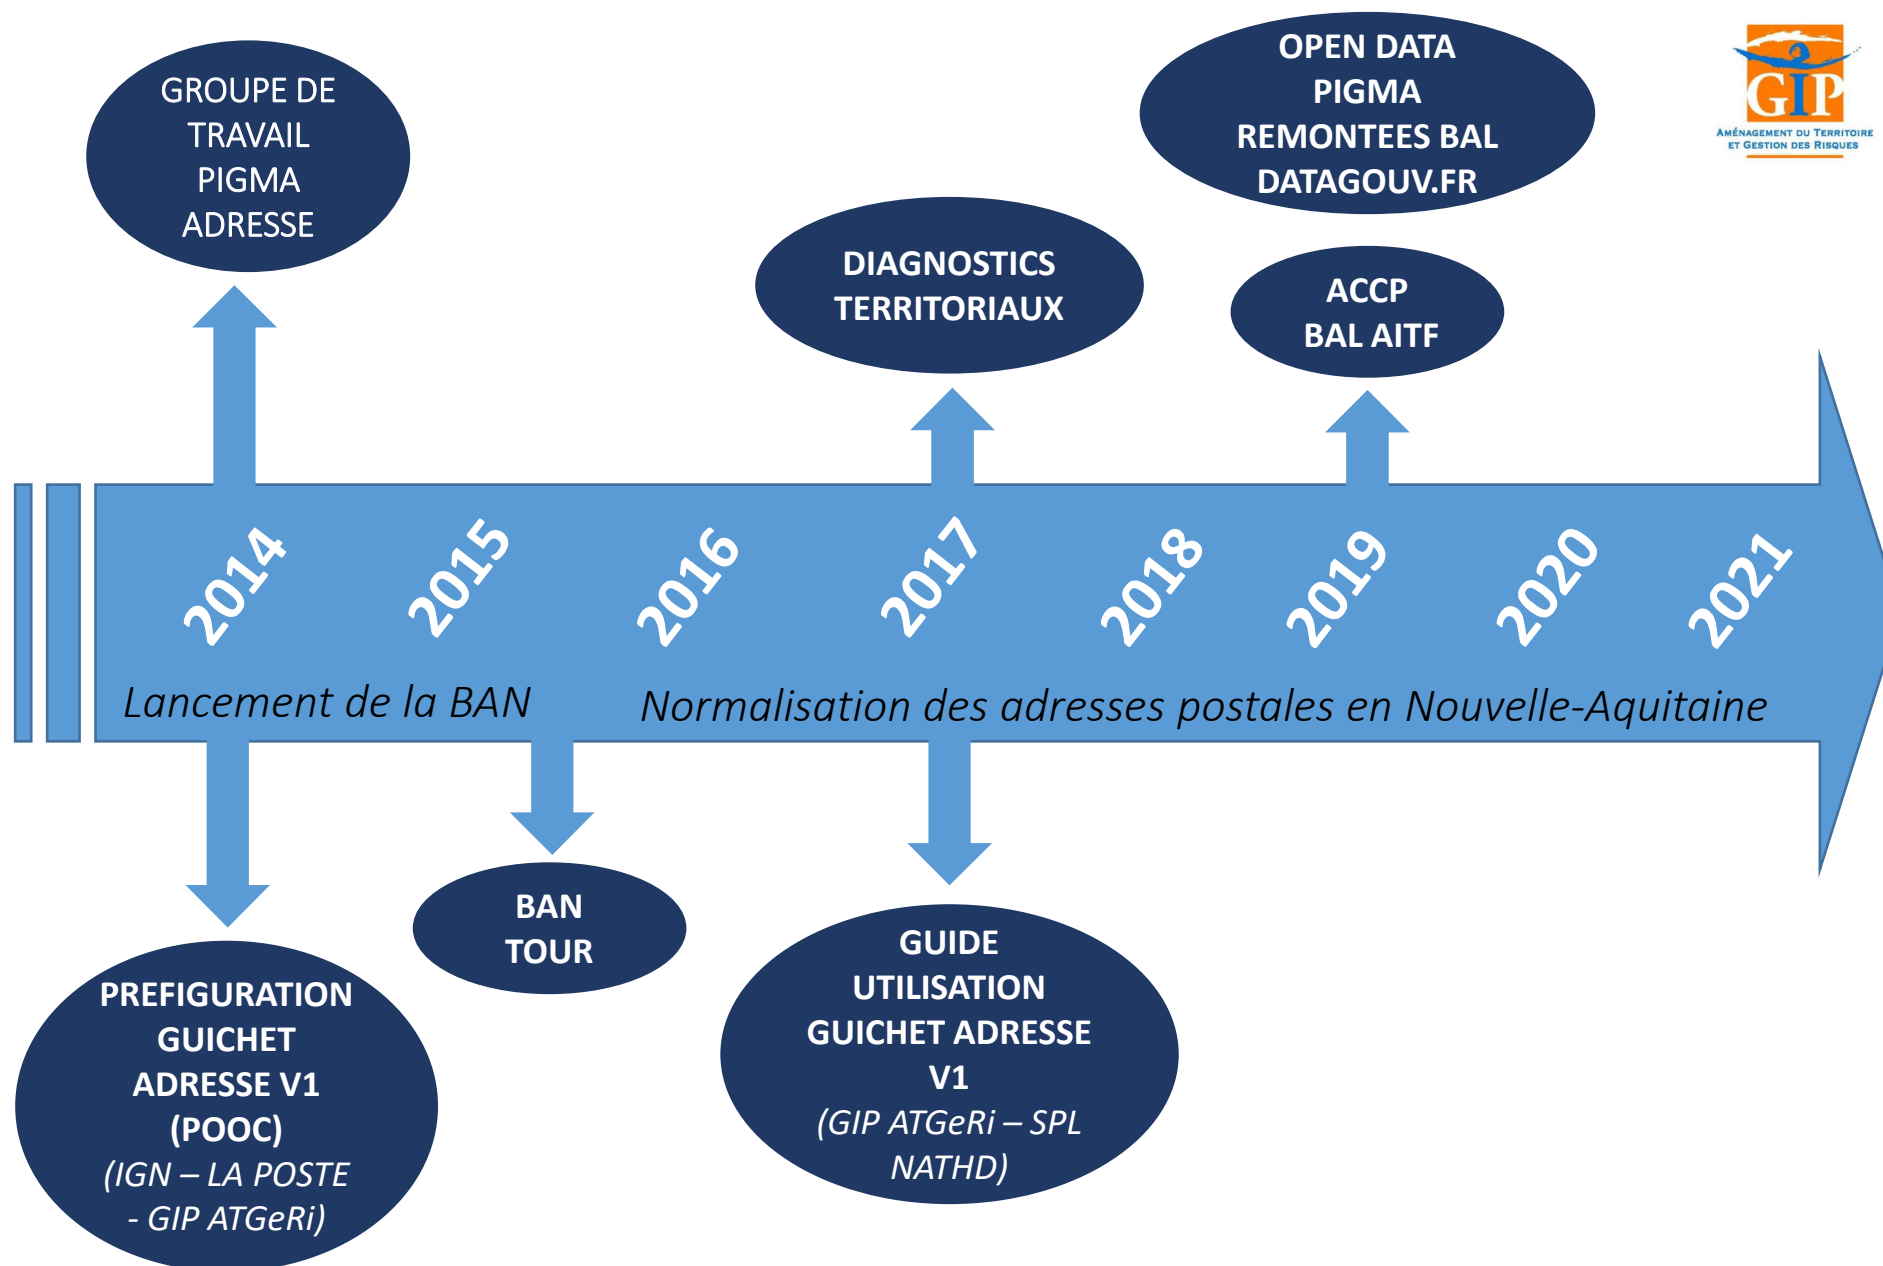 GROUPE DE
TRAVAIL
PIGMA
ADRESSE
DIAGNOSTICS
TERRITORIAUX
OPEN DATA
PIGMA
REMONTEES BAL
DATAGOUV.FR
ACCP
BAL AITF
GIP
AMÉNAGEMENT DU TERRITOIRE
ET GESTION DES RISQUES
2014
2015
2016
2017
2018
2019
2020
2021
Lancement de la BAN
Normalisation des adresses postales en Nouvelle-Aquitaine
PREFIGURATION
GUICHET
ADRESSE V1
(POOC)
(IGN – LA POSTE
- GIP ATGeRi)
BAN
TOUR
GUIDE
UTILISATION
GUICHET ADRESSE
V1
(GIP ATGeRi – SPL
NATHD)